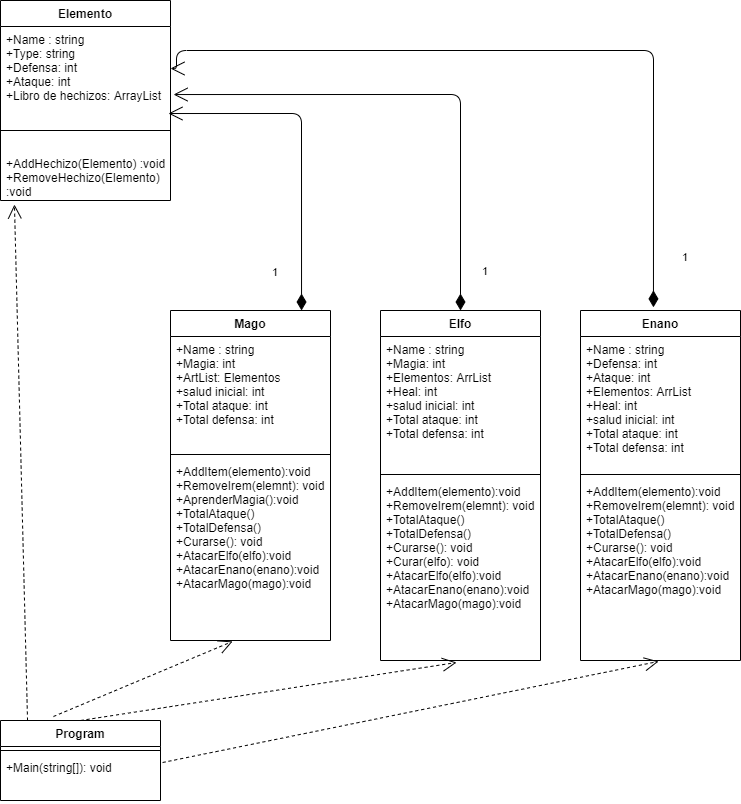 Elemento
+Name : string
+Type: string
+Defensa: int
+Ataque: int
+Libro de hechizos: ArrayList
+AddHechizo(Elemento) :void
+RemoveHechizo(Elemento)
:void
1
1
1
Mago
+Name : string
+Magia: int
+ArtList: Elementos
+salud inicial: int
+Total ataque: int
+Total defensa: int
+AddItem(elemento):void
+RemoveIrem(elemnt): void
+AprenderMagia():void
+TotalAtaque()
+TotalDefensa()
+Curarse(): void
+AtacarElfo(elfo):void
+AtacarEnano(enano):void
+AtacarMago(mago):void
Elfo
+Name : string
+Magia: int
+Elementos: ArrList
+Heal: int
+salud inicial: int
+Total ataque: int
+Total defensa: int
+AddItem(elemento):void
+RemoveIrem(elemnt): void
+TotalAtaque()
+TotalDefensa()
+Curarse(): void
+Curar(elfo): void
+AtacarElfo(elfo):void
+AtacarEnano(enano):void
+AtacarMago(mago):void
Enano
+Name : string
+Defensa: int
+Ataque: int
+Elementos: ArrList
+Heal: int
+salud inicial: int
+Total ataque: int
+Total defensa: int
+AddItem(elemento):void
+RemoveIrem(elemnt): void
+TotalAtaque()
+TotalDefensa()
+Curarse(): void
+AtacarElfo(elfo):void
+AtacarEnano(enano):void
+AtacarMago(mago):void
Program
+Main(string[]): void